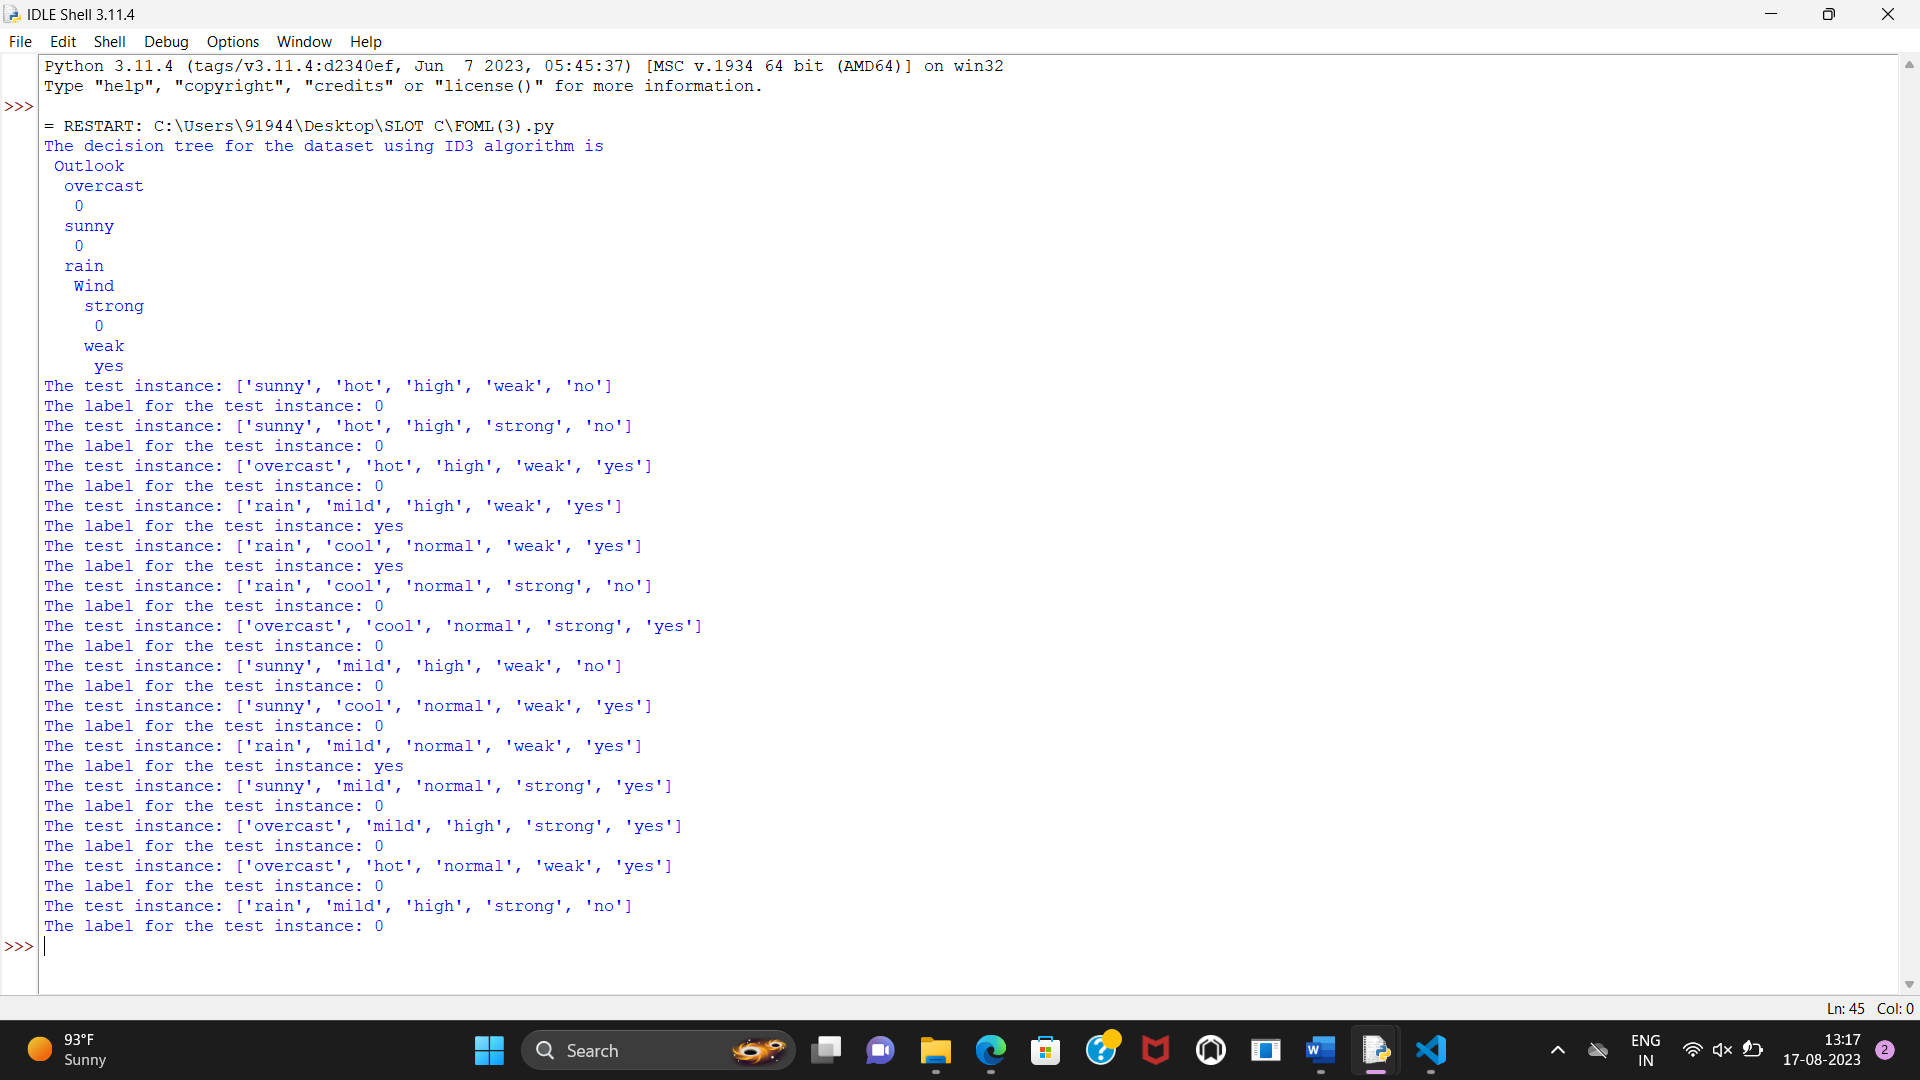 IDLE Shell 3.11.4
File Edit Shell Debug Options Window Help
Python 3.11.4 (tags/v3.11.4:d2340ef, Jun  7 2023, 05:45:37) [MSC v.1934 64 bit (AMD64)] on win32
Type "help", "copyright", "credits" or "license()" for more information.
>>>
= RESTART: C:\Users\91944\Desktop\SLOT C\FOML(3).py
The decision tree for the dataset using ID3 algorithm is
Outlook
overcast
0
sunny
0
rain
Wind
strong
0
weak
yes
The test instance: ['sunny', 'hot', 'high', 'weak', 'no']
The label for the test instance: 0
The test instance: ['sunny', 'hot', 'high', 'strong', 'no']
The label for the test instance: 0
The test instance: ['overcast', 'hot', 'high', 'weak', 'yes']
The label for the test instance: 0
The test instance: ['rain', 'mild', 'high', 'weak', 'yes']
The label for the test instance: yes
The test instance: ['rain', 'cool', 'normal', 'weak', 'yes']
The label for the test instance: yes
The test instance: ['rain', 'cool', 'normal', 'strong', 'no']
The label for the test instance: 0
The test instance: ['overcast', 'cool', 'normal', 'strong', 'yes']
The label for the test instance: 0
The test instance: ['sunny', 'mild', 'high', 'weak', 'no']
The label for the test instance: 0
The test instance: ['sunny', 'cool', 'normal', 'weak', 'yes']
The label for the test instance: 0
The test instance: ['rain', 'mild', 'normal', 'weak', 'yes']
The label for the test instance: yes
The test instance: ['sunny', 'mild', 'normal', 'strong', 'yes']
The label for the test instance: 0
The test instance: ['overcast', 'mild', 'high', 'strong', 'yes']
The label for the test instance: 0
The test instance: ['overcast', 'hot', 'normal', 'weak', 'yes']
The label for the test instance: 0
The test instance: ['rain', 'mild', 'high', 'strong', 'no']
The label for the test instance: 0
>>>
Ln: 45 Col: 0
93°F
Sunny
Search
ENG
IN
13:17
17-08-2023
2